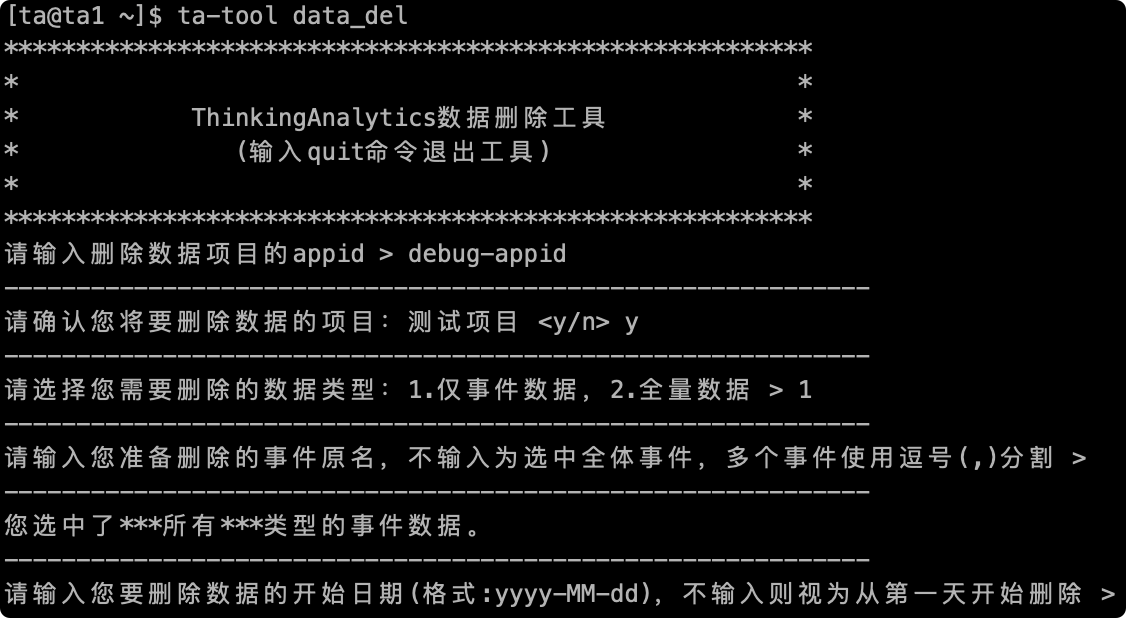 [ta@ta1 ~]$ ta-tool data_del
********************************************************
*                                                      *
*            ThinkingAnalytics数据删除工具             *
*               (输入quit命令退出工具)                 *
*                                                      *
********************************************************
请输入删除数据项目的appid > debug-appid
------------------------------------------------------------
请确认您将要删除数据的项目: 测试项目 <y/n> y
------------------------------------------------------------
请选择您需要删除的数据类型: 1.仅事件数据, 2.全量数据 > 1
------------------------------------------------------------
请输入您准备删除的事件原名, 不输入为选中全体事件, 多个事件使用逗号(,)分割 >
------------------------------------------------------------
您选中了***所有***类型的事件数据。
------------------------------------------------------------
请输入您要删除数据的开始日期(格式:yyyy-MM-dd), 不输入则视为从第一天开始删除 >